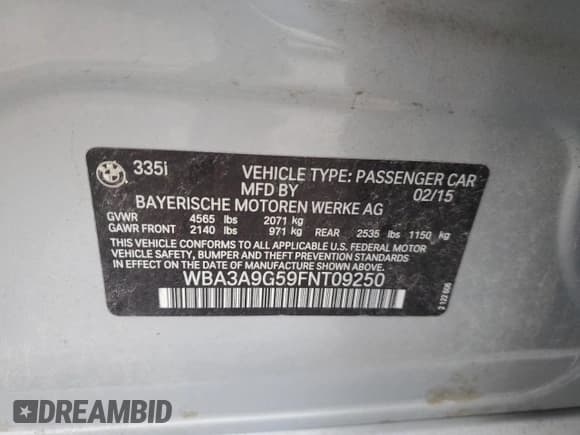 335i VEHICLE TYPE: PASSENGER CAR
MFD BY 02/15
BAYERISCHE MOTOREN WERKE AG
GVWR 4565 lbs 2071 kg
GAWR FRONT 2140 lbs 971 kg REAR 2535 lbs 1150 kg
THIS VEHICLE CONFORMS TO ALL APPLICABLE U.S. FEDERAL MOTOR
VEHICLE SAFETY, BUMPER, AND THEFT PREVENTION STANDARDS
IN EFFECT ON THE DATE OF MANUFACTURE SHOWN ABOVE.
WBA3A9G59FNT09250
DREAMBID